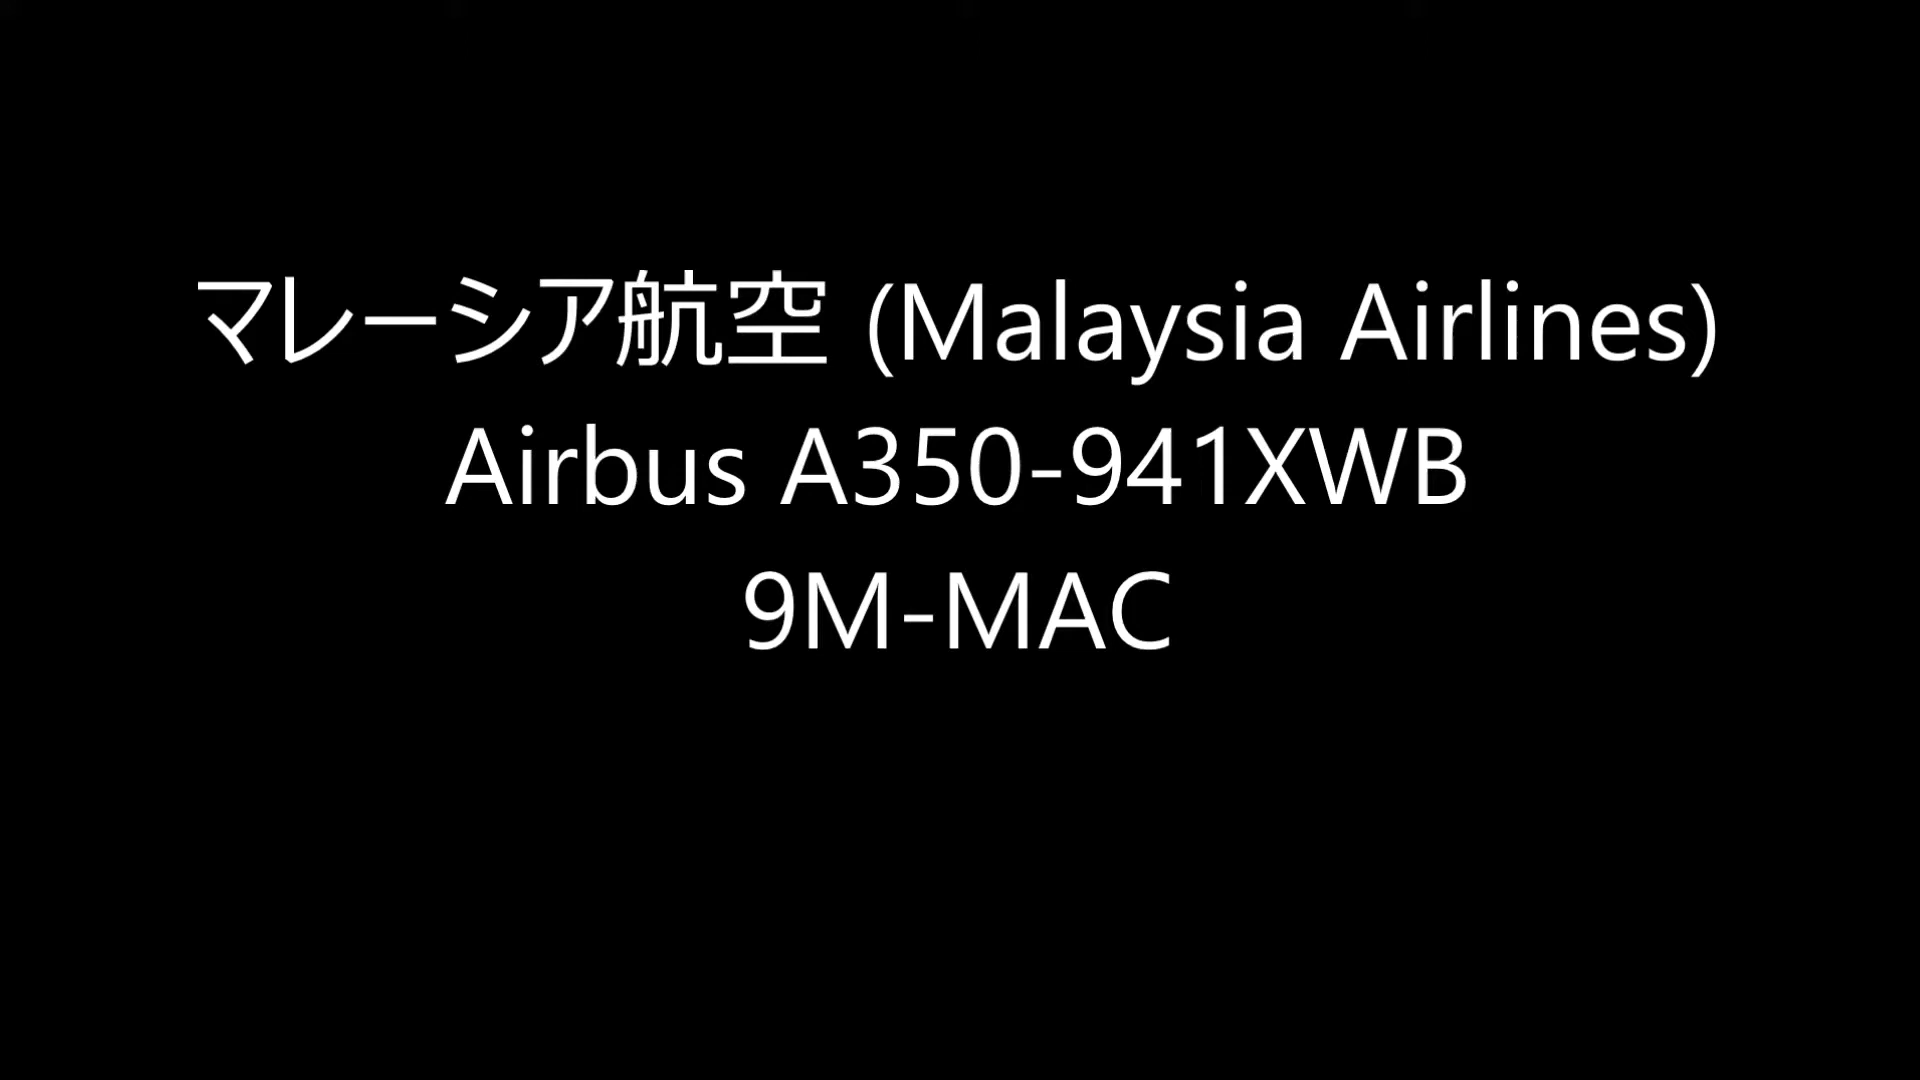 マレーシア航空 (Malaysia Airlines)
Airbus A350-941XWB
9M-MAC